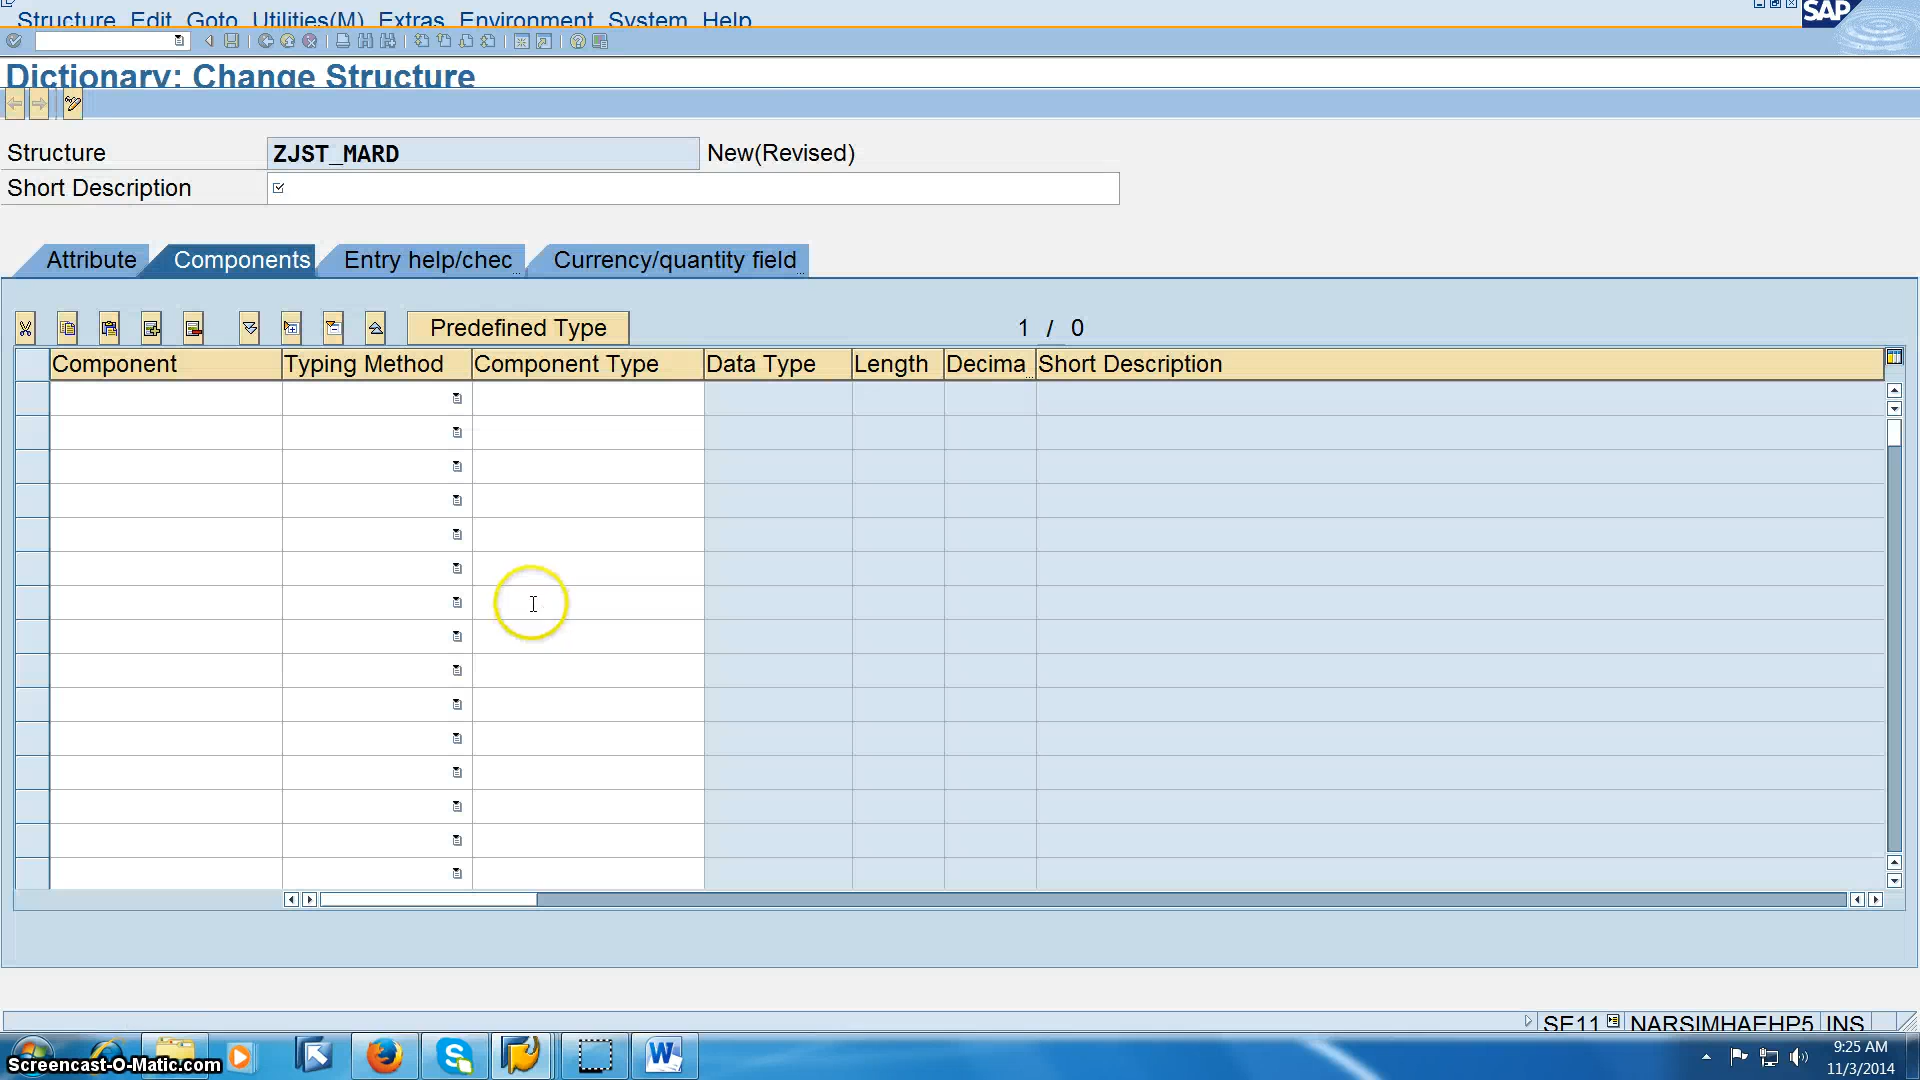 Structure Edit Goto Utilities(M) Extras Environment System Help
SAP
Dictionary: Change Structure
Structure ZJST_MARD New(Revised)
Short Description
Attribute Components Entry help/chec Currency/quantity field
Predefined Type 1 / 0
Component Typing Method Component Type Data Type Length Decima Short Description
SE11 NARSIMHAEHP5 INS
9:25 AM
Screencast-O-Matic.com
11/3/2014